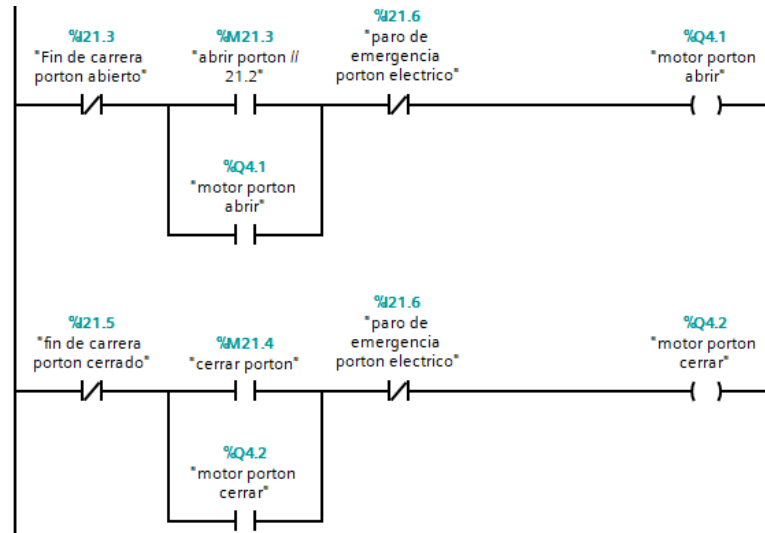 %I21.3
"Fin de carrera
porton abierto"
%M21.3
"abrir porton //
21.2"
%I21.6
"paro de
emergencia
porton electrico"
%Q4.1
"motor porton
abrir"
%Q4.1
"motor porton
abrir"
%I21.5
"fin de carrera
porton cerrado"
%M21.4
"cerrar porton"
%I21.6
"paro de
emergencia
porton electrico"
%Q4.2
"motor porton
cerrar"
%Q4.2
"motor porton
cerrar"